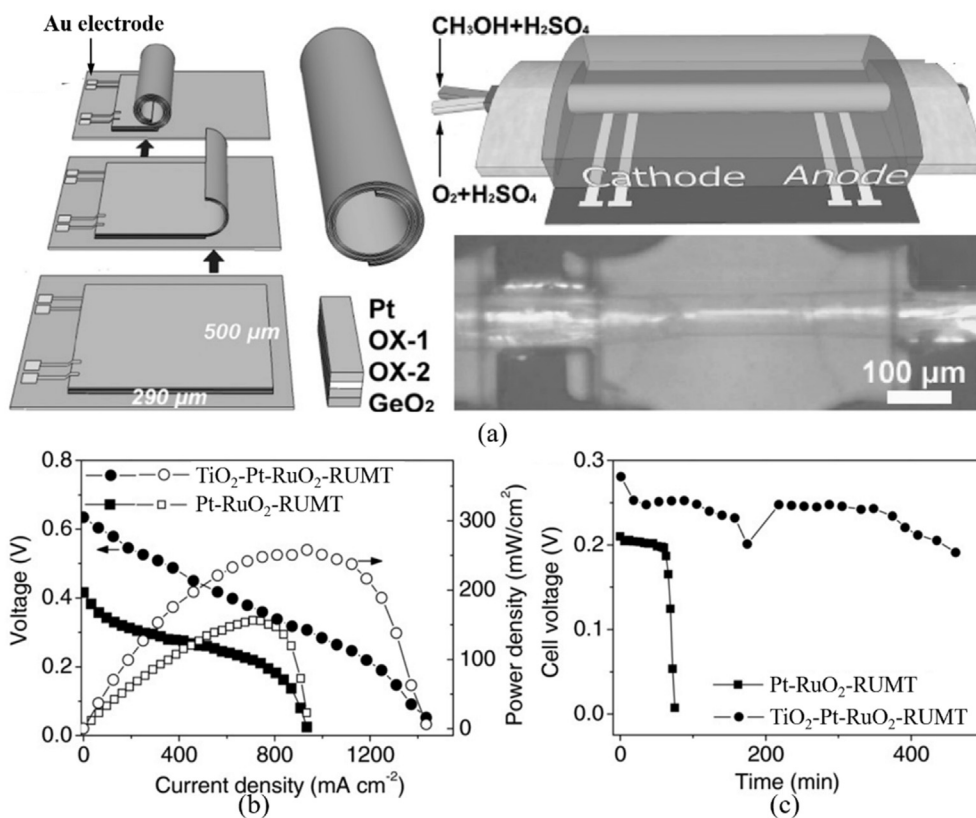 Au electrode
500 µm
290 µm
Pt
OX-1
OX-2
GeO₂
CH₃OH+H₂SO₄
O₂+H₂SO₄
Cathode Anode
100 µm
(a)
0.8
0.6
0.4
0.2
0.0
Voltage (V)
TiO₂-Pt-RuO₂-RUMT
Pt-RuO₂-RUMT
300
200
100
0
Power density (mW/cm²)
0 400 800 1200
Current density (mA cm⁻²)
(b)
0.3
0.2
0.1
0.0
Cell voltage (V)
Pt-RuO₂-RUMT
TiO₂-Pt-RuO₂-RUMT
0 200 400
Time (min)
(c)